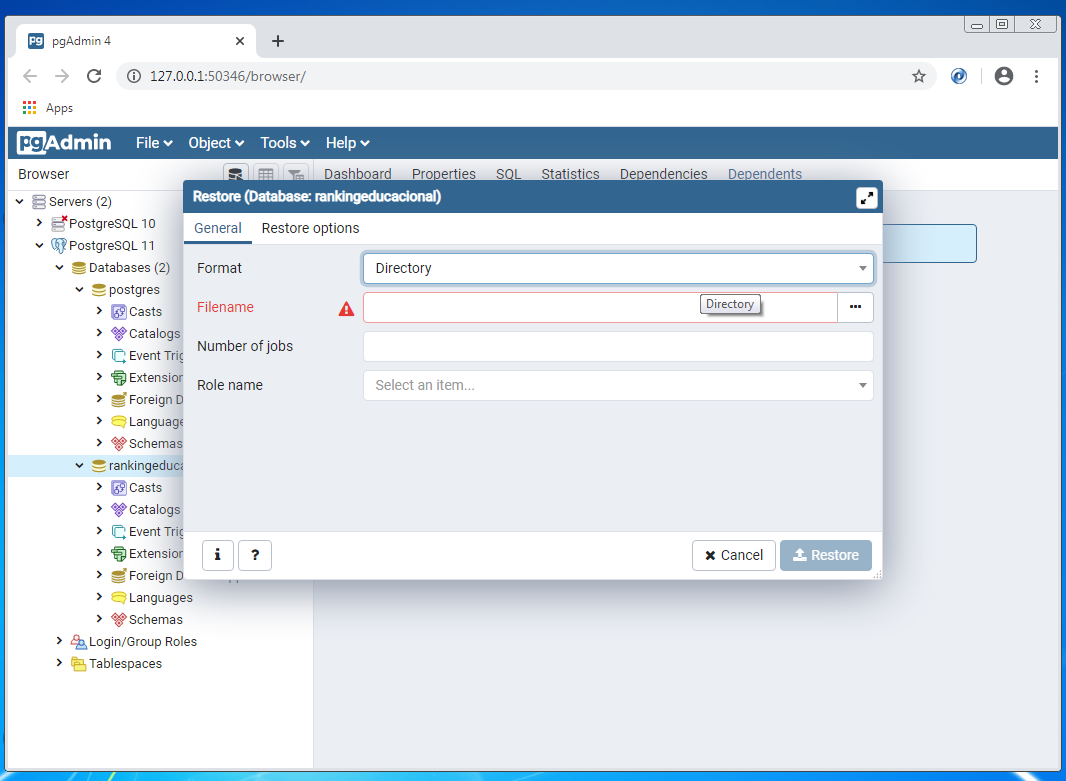 pgAdmin 4
127.0.0.1:50346/browser/
Apps
pgAdmin File Object Tools Help
Browser
Dashboard Properties SQL Statistics Dependencies Dependents
Servers (2)
PostgreSQL 10
PostgreSQL 11
Databases (2)
postgres
Casts
Catalogs
Event Trig
Extension
Foreign D
Language
Schemas
rankingeduca
Casts
Catalogs
Event Trig
Extension
Foreign D
Languages
Schemas
Login/Group Roles
Tablespaces
Restore (Database: rankingeducacional)
General Restore options
Format Directory
Filename
Directory
Number of jobs
Role name Select an item...
i ? Cancel Restore